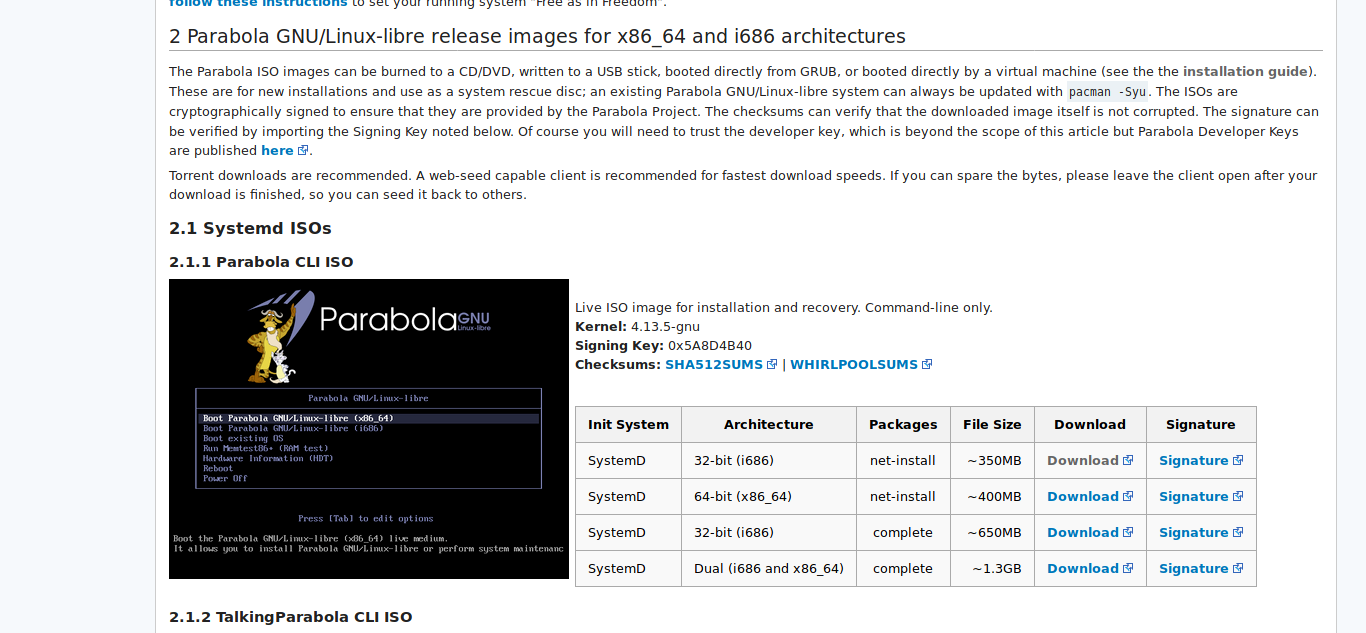 follow these instructions to set your running system "Free as in Freedom".
2 Parabola GNU/Linux-libre release images for x86_64 and i686 architectures
The Parabola ISO images can be burned to a CD/DVD, written to a USB stick, booted directly from GRUB, or booted directly by a virtual machine (see the the installation guide).
These are for new installations and use as a system rescue disc; an existing Parabola GNU/Linux-libre system can always be updated with pacman -Syu. The ISOs are
cryptographically signed to ensure that they are provided by the Parabola Project. The checksums can verify that the downloaded image itself is not corrupted. The signature can
be verified by importing the Signing Key noted below. Of course you will need to trust the developer key, which is beyond the scope of this article but Parabola Developer Keys
are published here.
Torrent downloads are recommended. A web-seed capable client is recommended for fastest download speeds. If you can spare the bytes, please leave the client open after your
download is finished, so you can seed it back to others.
2.1 Systemd ISOs
2.1.1 Parabola CLI ISO
Parabola GNU
Linux-libre
Parabola GNU/Linux-libre
Boot Parabola GNU/Linux-libre (x86_64)
Boot Parabola GNU/Linux-libre (i686)
Boot existing OS
Run Memtest86+ (RAM test)
Hardware Information (HDT)
Reboot
Power Off
Press [Tab] to edit options
Boot the Parabola GNU/Linux-libre (x86_64) live medium.
It allows you to install Parabola GNU/Linux-libre or perform system maintenanc
Live ISO image for installation and recovery. Command-line only.
Kernel: 4.13.5-gnu
Signing Key: 0x5A8D4B40
Checksums: SHA512SUMS | WHIRLPOOLSUMS
Init System Architecture Packages File Size Download Signature
SystemD 32-bit (i686) net-install ~350MB Download Signature
SystemD 64-bit (x86_64) net-install ~400MB Download Signature
SystemD 32-bit (i686) complete ~650MB Download Signature
SystemD Dual (i686 and x86_64) complete ~1.3GB Download Signature
2.1.2 TalkingParabola CLI ISO